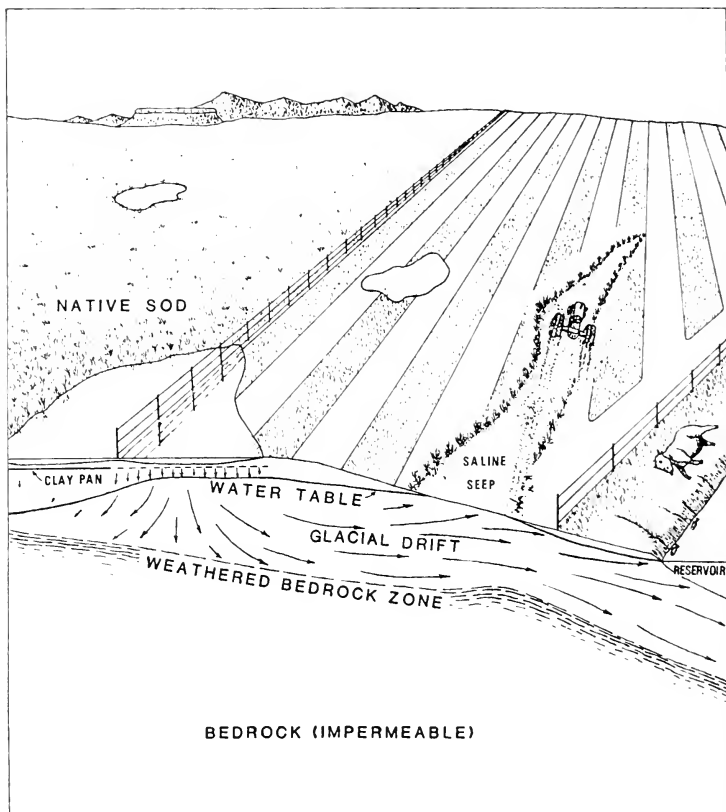 NATIVE SOD
SALINE
SEEP
CLAY PAN
WATER TABLE
GLACIAL DRIFT
RESERVOIR
WEATHERED BEDROCK ZONE
BEDROCK (IMPERMEABLE)